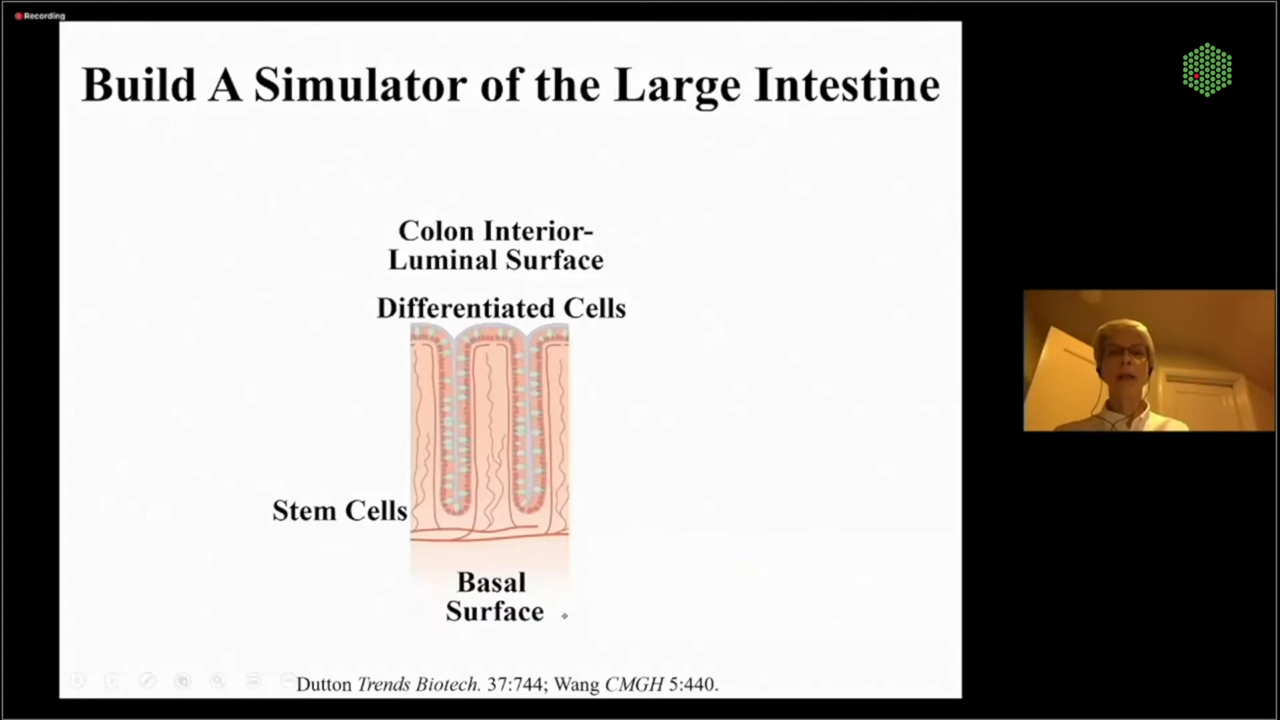 Recording
Build A Simulator of the Large Intestine
Colon Interior-
Luminal Surface
Differentiated Cells
Stem Cells
Basal
Surface
Dutton Trends Biotech. 37:744; Wang CMGH 5:440.